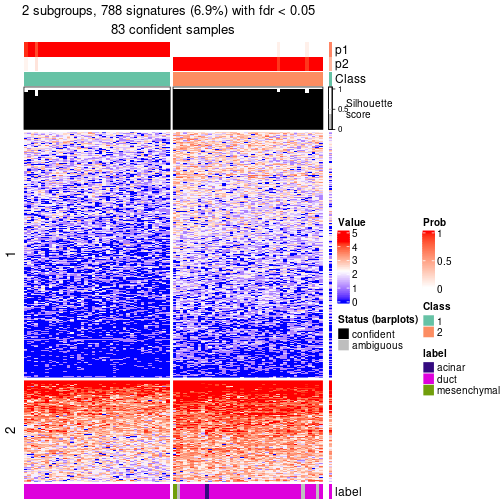 2 subgroups, 788 signatures (6.9%) with fdr < 0.05
83 confident samples
p1
p2
Class
1
0.5
0
Silhouette
score
1
2
label
Value
5
4
3
2
1
0
Prob
1
0.5
0
Status (barplots)
confident
ambiguous
Class
1
2
label
acinar
duct
mesenchymal